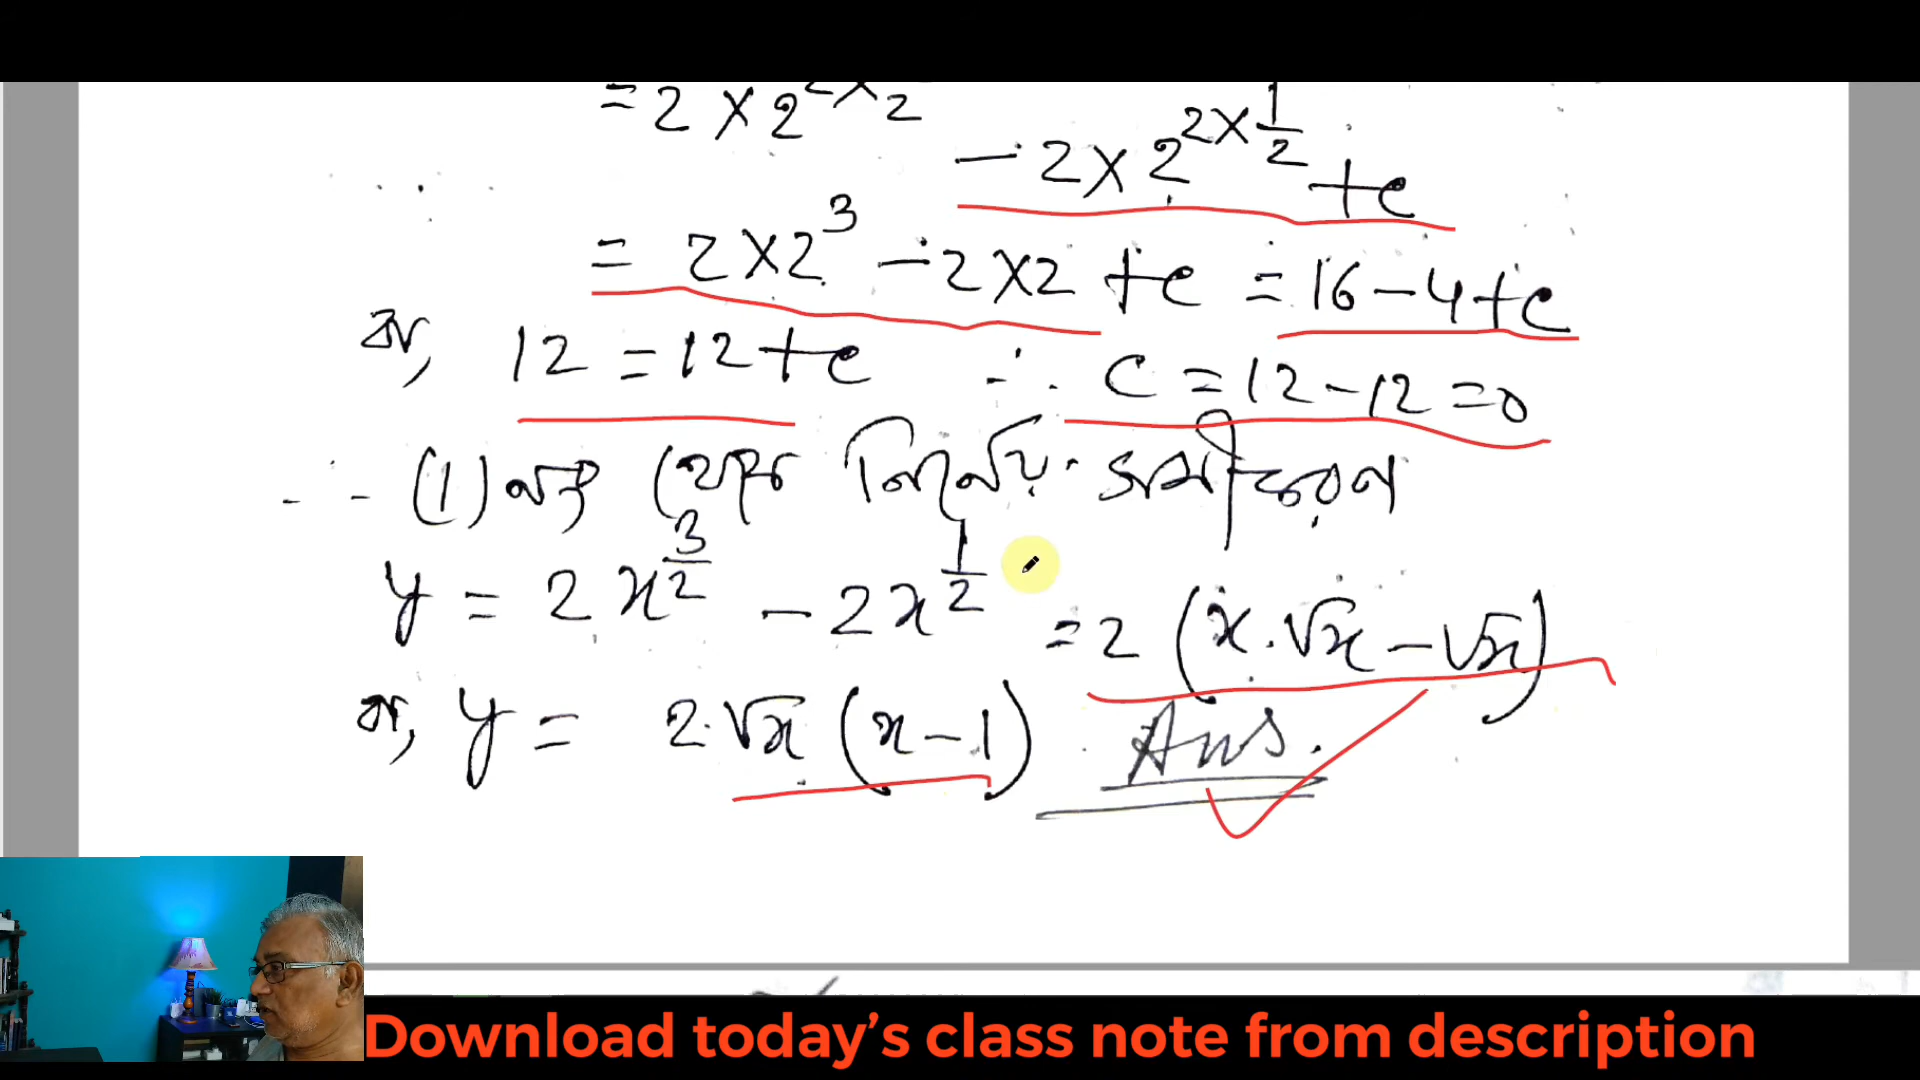 = 2 × 2^{2×
− 2 × 2^{2×1/2} + c
= 2×2^3 − 2×2 + c = 16 − 4 + c
বা, 12 = 12 + c ∴ c = 12 − 12 = 0
∴ (1) নং থেকে নির্ণেয় সমীকরণ
y = 2x^{3/2} − 2x^{1/2} = 2 (x.√x − √x)
বা, y = 2.√x (x − 1) Ans.
Download today's class note from description